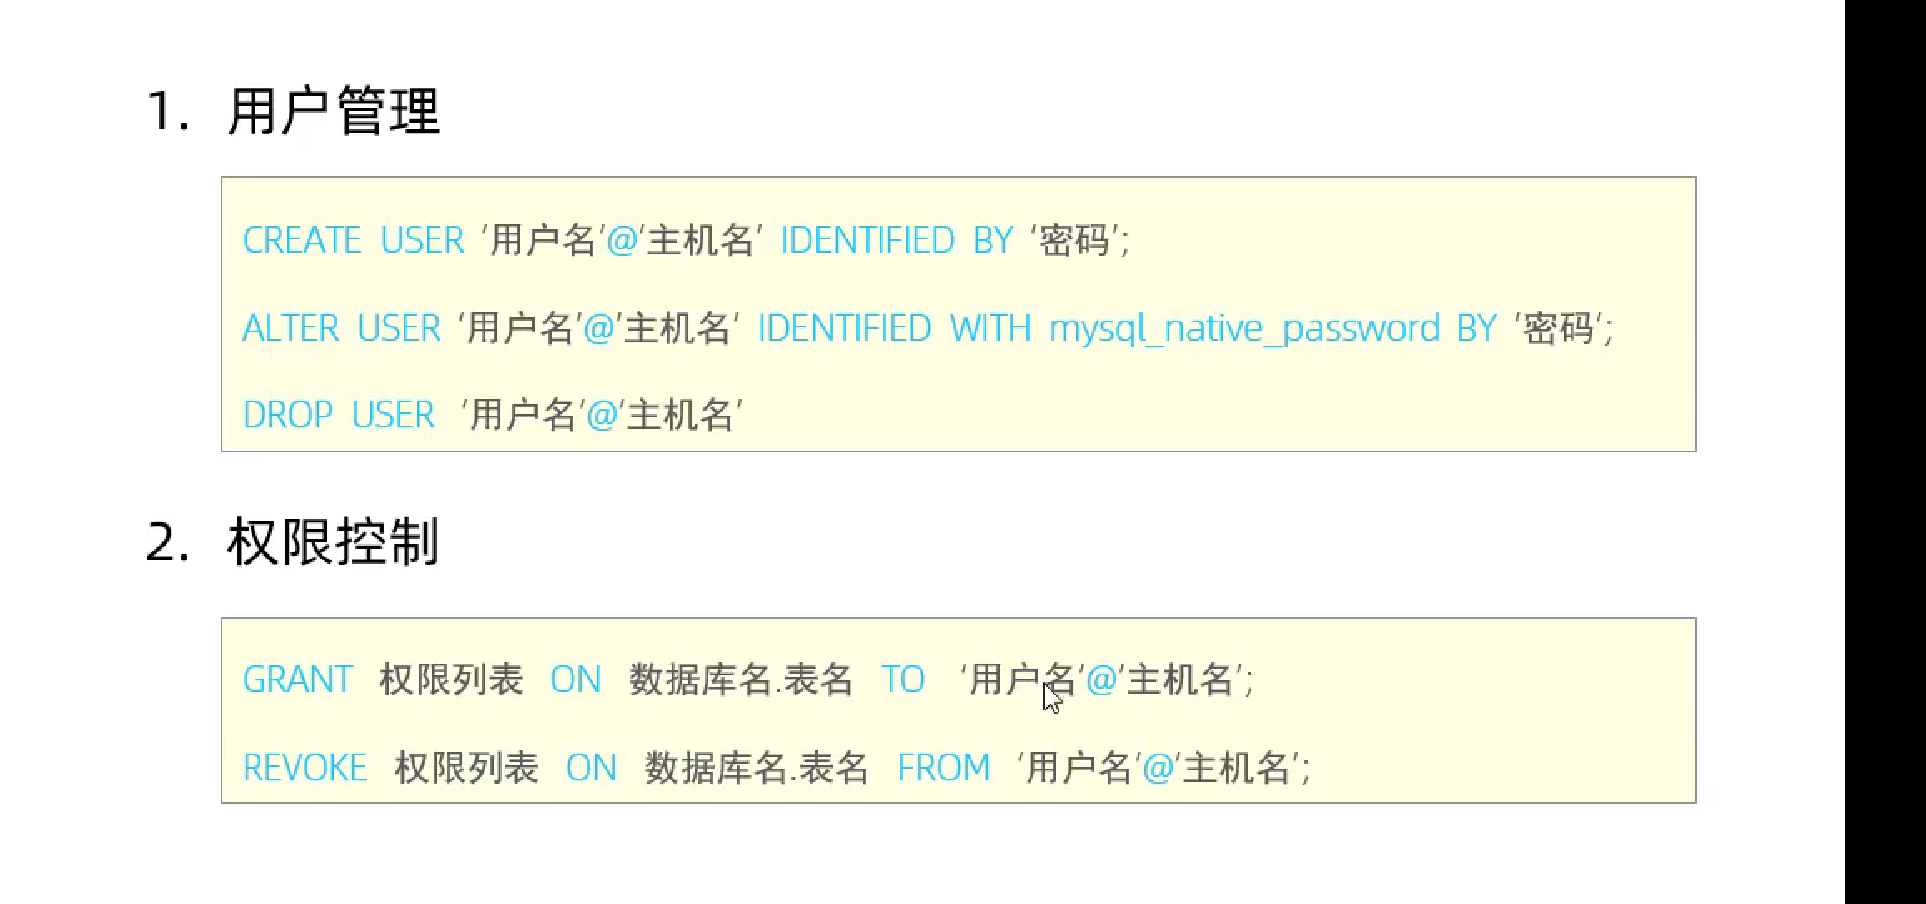 1. 用户管理
CREATE USER '用户名'@'主机名' IDENTIFIED BY '密码';
ALTER USER '用户名'@'主机名' IDENTIFIED WITH mysql_native_password BY '密码';
DROP USER '用户名'@'主机名'
2. 权限控制
GRANT 权限列表 ON 数据库名.表名 TO '用户名'@'主机名';
REVOKE 权限列表 ON 数据库名.表名 FROM '用户名'@'主机名';